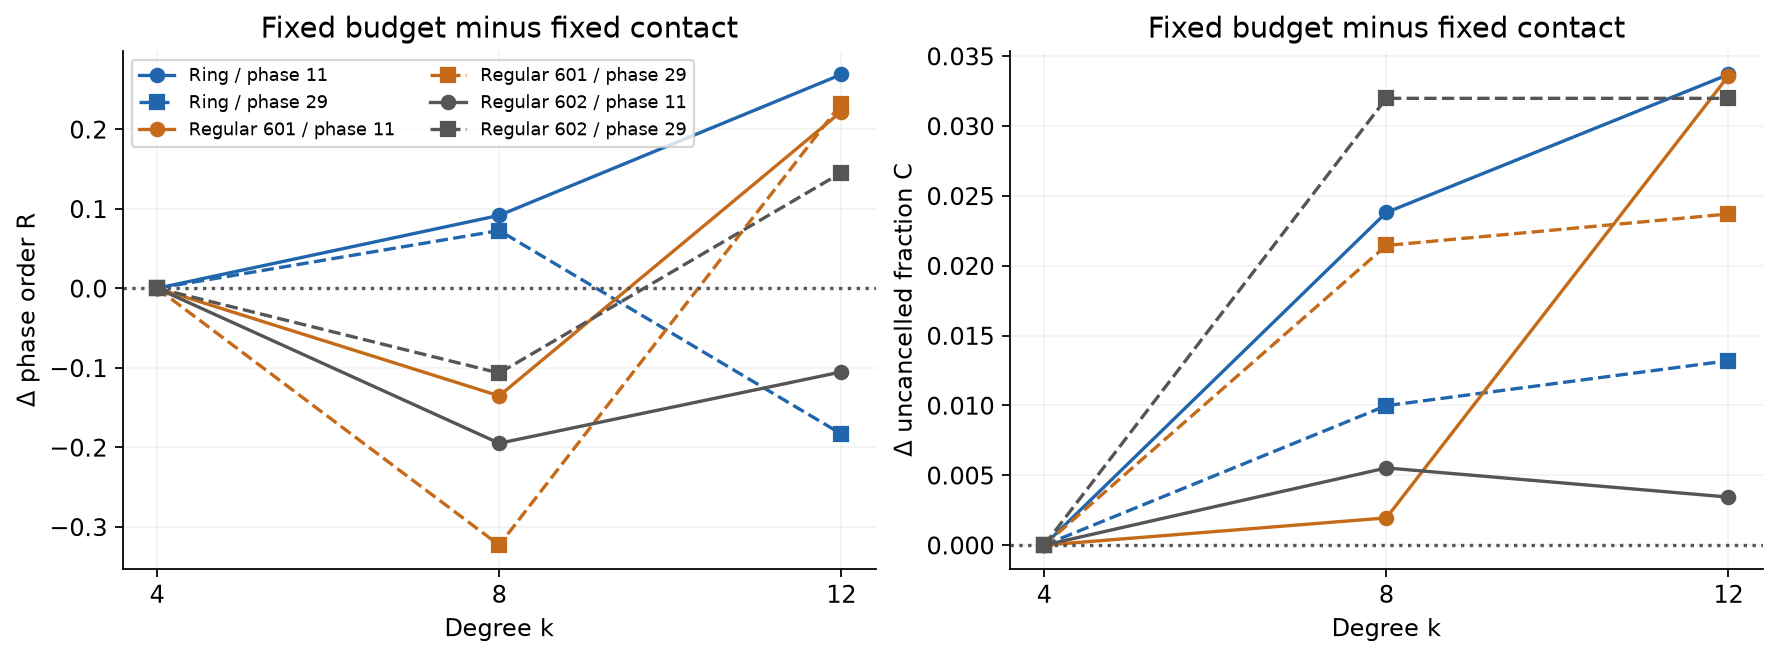 Fixed budget minus fixed contact
Ring / phase 11
Ring / phase 29
Regular 601 / phase 11
Regular 601 / phase 29
Regular 602 / phase 11
Regular 602 / phase 29
Δ phase order R
0.2
0.1
0.0
−0.1
−0.2
−0.3
4
8
12
Degree k
Fixed budget minus fixed contact
Δ uncancelled fraction C
0.035
0.030
0.025
0.020
0.015
0.010
0.005
0.000
4
8
12
Degree k